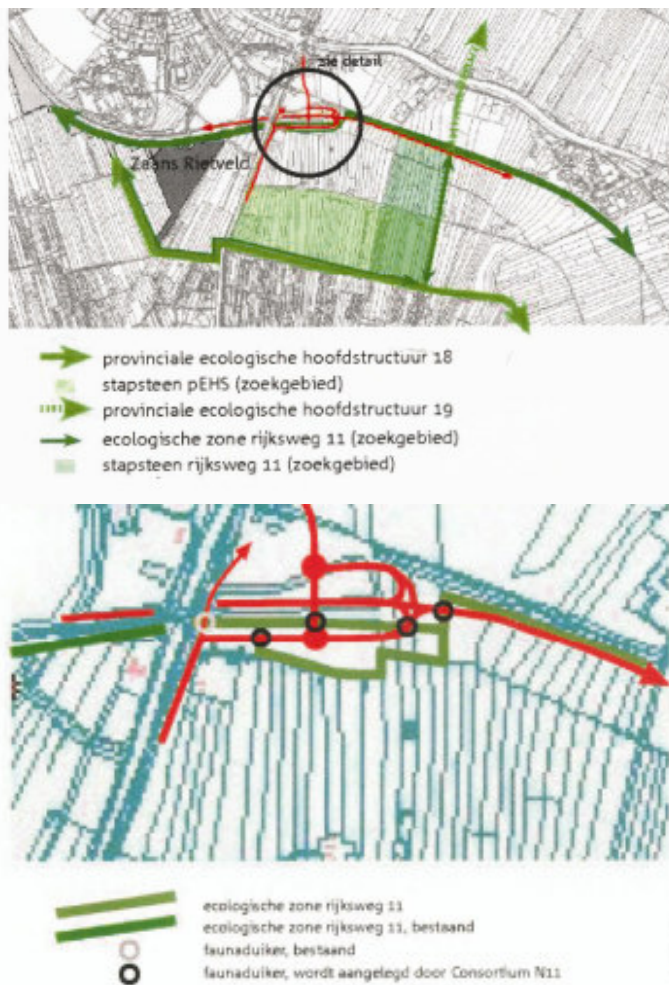 zie detail
Zaans Rietveld
provinciale ecologische hoofdstructuur 18
stapsteen pEHS (zoekgebied)
provinciale ecologische hoofdstructuur 19
ecologische zone rijksweg 11 (zoekgebied)
stapsteen rijksweg 11 (zoekgebied)
ecologische zone rijksweg 11
ecologische zone rijksweg 11, bestaand
faunaduiker, bestaand
faunaduiker, wordt aangelegd door Consortium N11